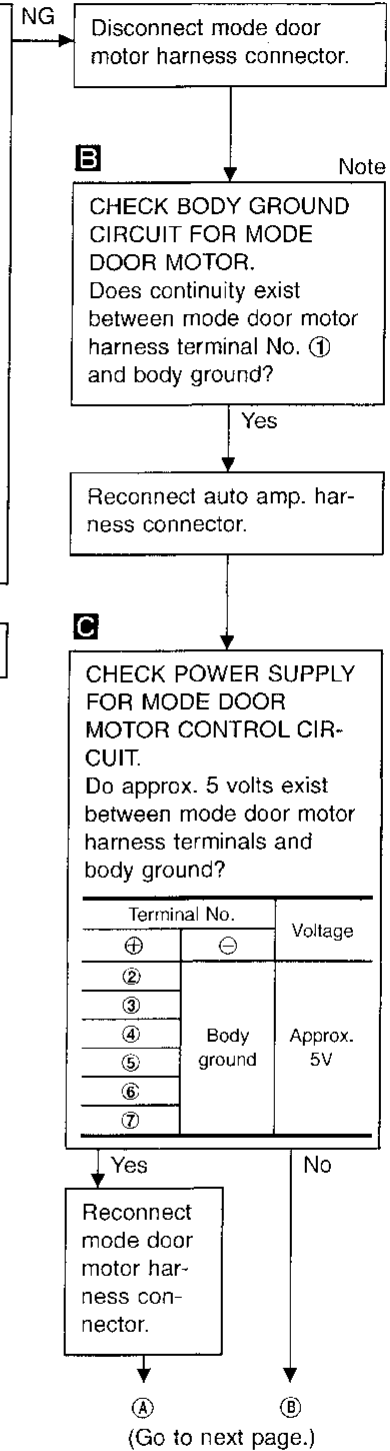 NG
Disconnect mode door
motor harness connector.
B
Note
CHECK BODY GROUND
CIRCUIT FOR MODE
DOOR MOTOR.
Does continuity exist
between mode door motor
harness terminal No. ①
and body ground?
Yes
Reconnect auto amp. har-
ness connector.
C
CHECK POWER SUPPLY
FOR MODE DOOR
MOTOR CONTROL CIR-
CUIT.
Do approx. 5 volts exist
between mode door motor
harness terminals and
body ground?
Terminal No.
Voltage
⊕ ⊖
②
③
④ Body Approx.
⑤ ground 5V
⑥
⑦
Yes No
Reconnect
mode door
motor har-
ness con-
nector.
Ⓐ Ⓑ
(Go to next page.)